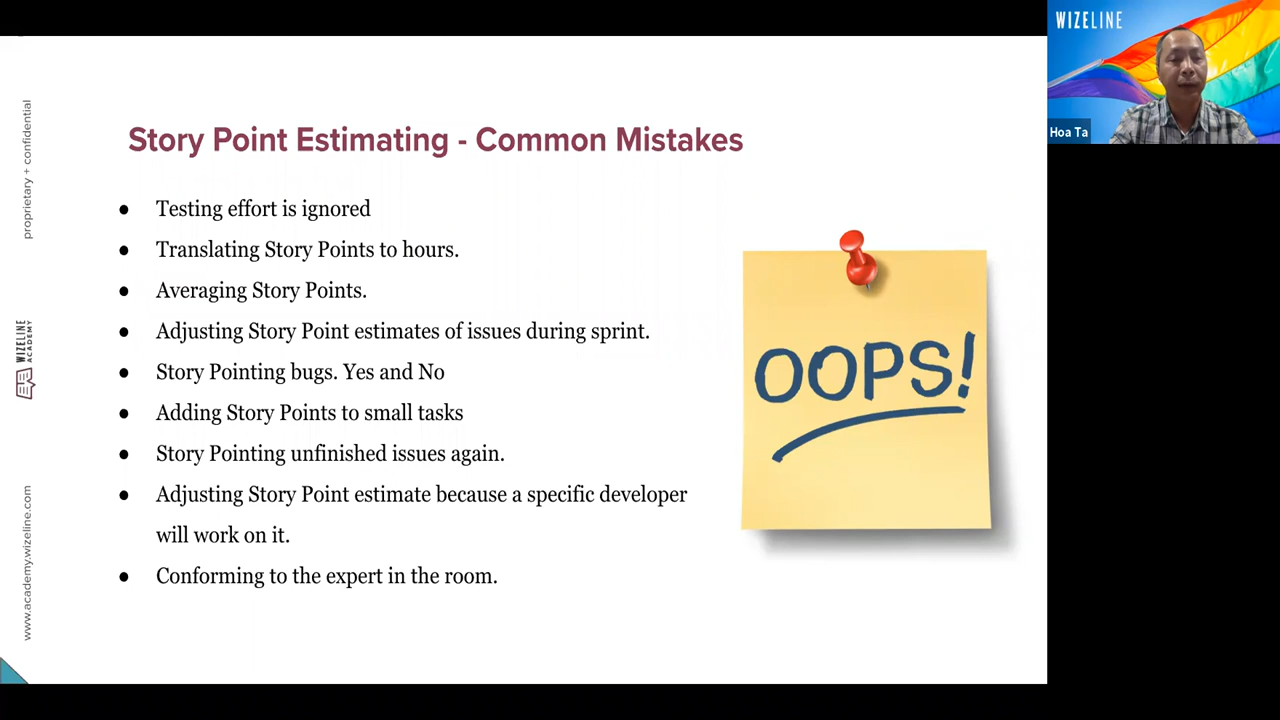 WIZELINE
Hoa Ta
proprietary + confidential
WIZELINE
ACADEMY
www.academy.wizeline.com
Story Point Estimating - Common Mistakes
● Testing effort is ignored
● Translating Story Points to hours.
● Averaging Story Points.
● Adjusting Story Point estimates of issues during sprint.
● Story Pointing bugs. Yes and No
● Adding Story Points to small tasks
● Story Pointing unfinished issues again.
● Adjusting Story Point estimate because a specific developer
will work on it.
● Conforming to the expert in the room.
OOPS!